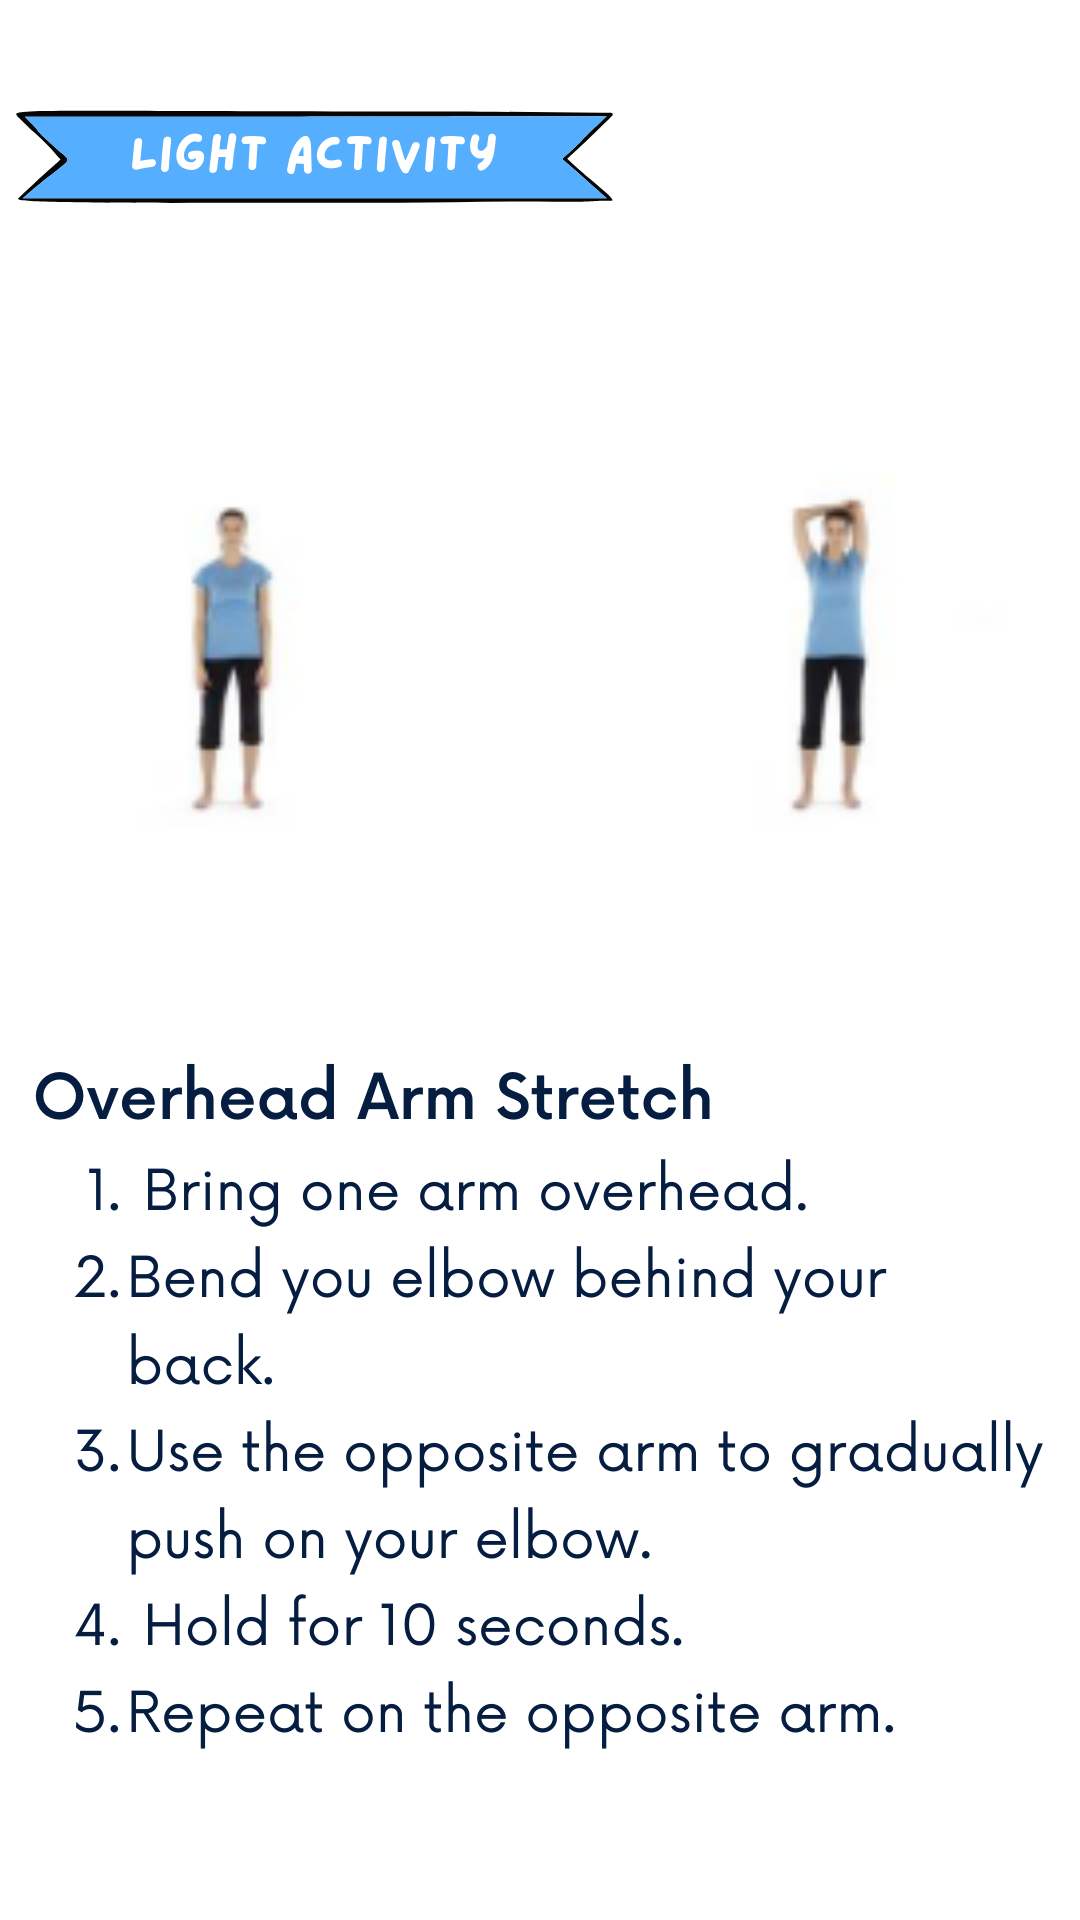 LIGHT ACTIVITY
Overhead Arm Stretch
1. Bring one arm overhead.
2. Bend you elbow behind your
back.
3. Use the opposite arm to gradually
push on your elbow.
4. Hold for 10 seconds.
5. Repeat on the opposite arm.